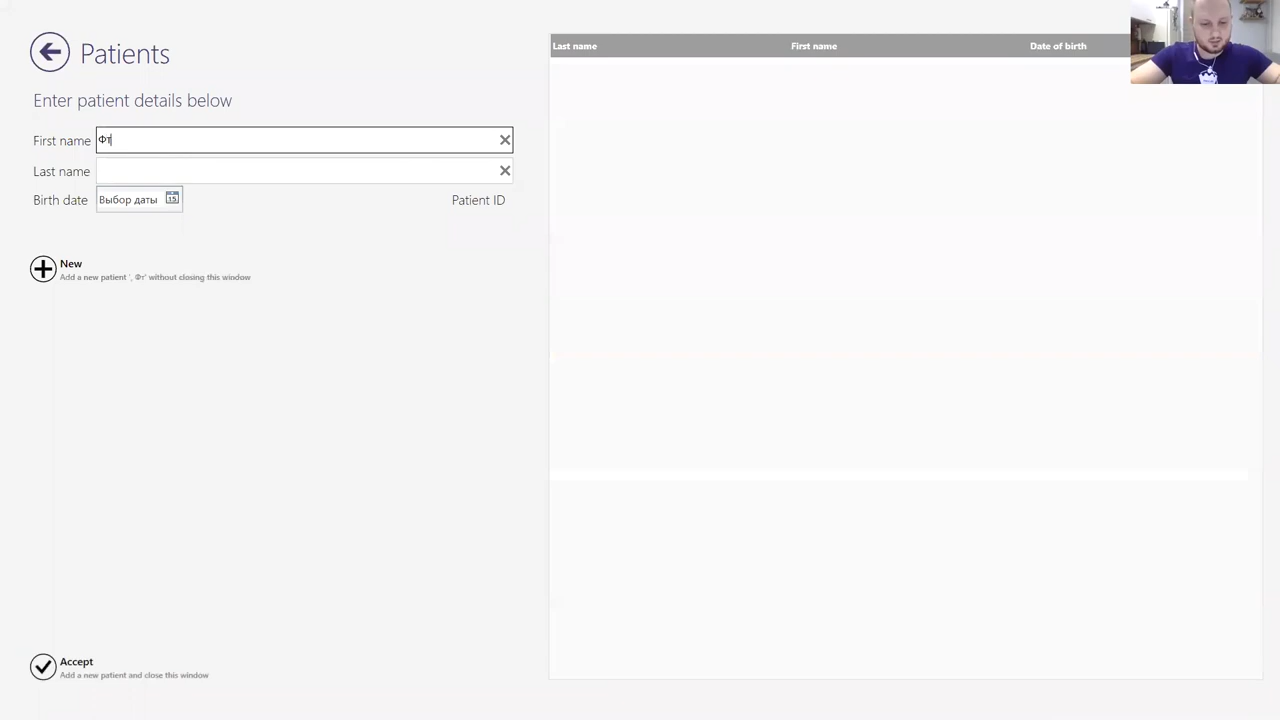 Patients
Enter patient details below
First name Фт
Last name
Birth date Выбор даты 15 Patient ID
New
Add a new patient ', Фт' without closing this window
Accept
Add a new patient and close this window
Last name First name Date of birth